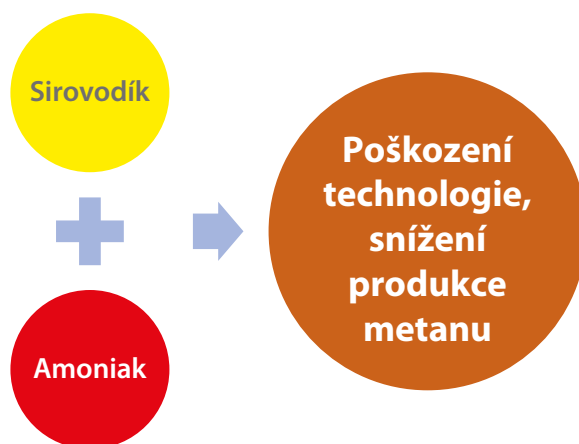 Sirovodík
Amoniak
Poškození
technologie,
snížení
produkce
metanu